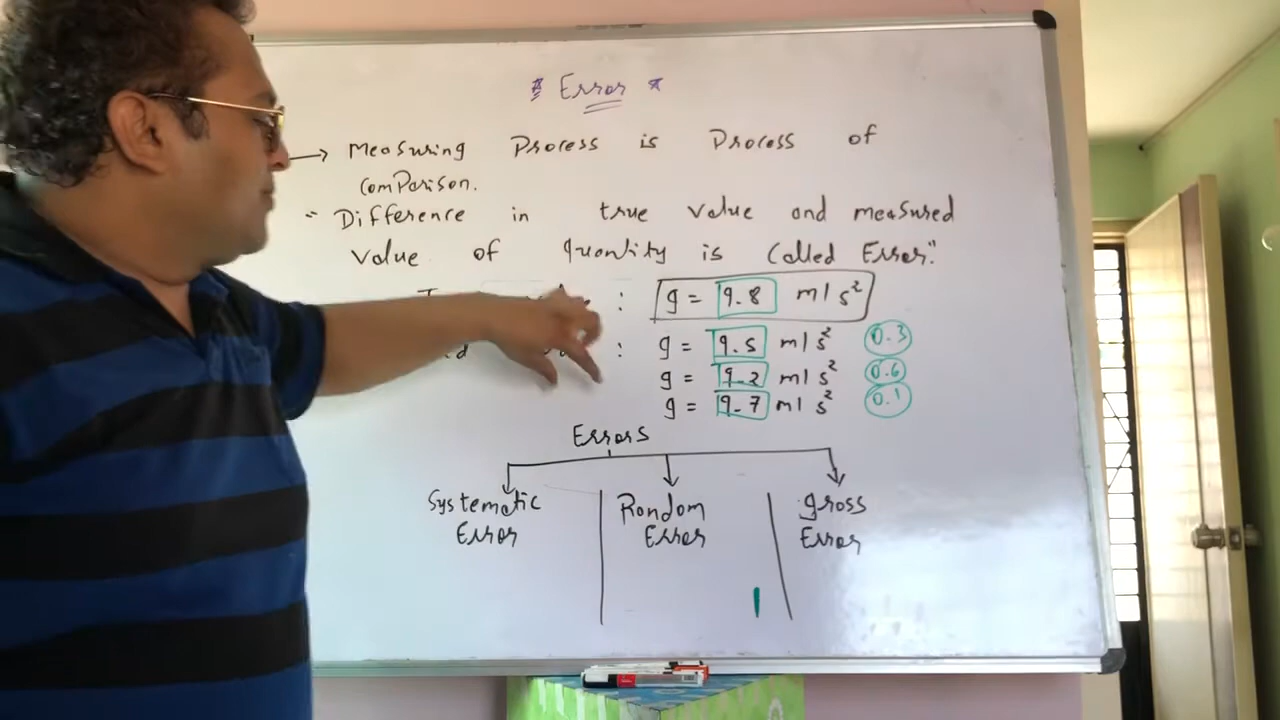 * Error *
→ Measuring Process is Process of
comParison.
" Difference in true value and measured
value of quantity is called Error."
: g = 9.8 m/s²
: g = 9.5 m/s² 0.3
g = 9.2 m/s² 0.6
g = 9.7 m/s² 0.1
Errors
Systematic Error
Random Error
gross Error